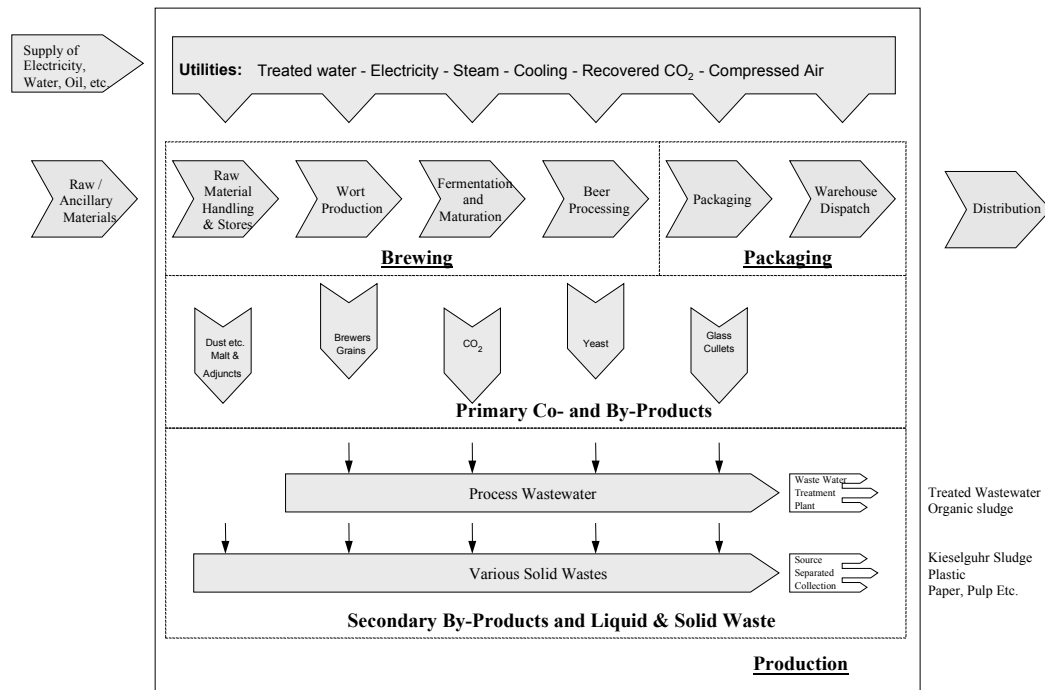 Supply of
Electricity,
Water, Oil, etc.
Utilities: Treated water - Electricity - Steam - Cooling - Recovered CO2 - Compressed Air
Raw /
Ancillary
Materials
Raw
Material
Handling
& Stores
Wort
Production
Fermentation
and
Maturation
Beer
Processing
Packaging
Warehouse
Dispatch
Distribution
Brewing
Packaging
Dust etc.
Malt &
Adjuncts
Brewers
Grains
CO2
Yeast
Glass
Cullets
Primary Co- and By-Products
Process Wastewater
Waste Water
Treatment
Plant
Treated Wastewater
Organic sludge
Various Solid Wastes
Source
Separated
Collection
Kieselguhr Sludge
Plastic
Paper, Pulp Etc.
Secondary By-Products and Liquid & Solid Waste
Production